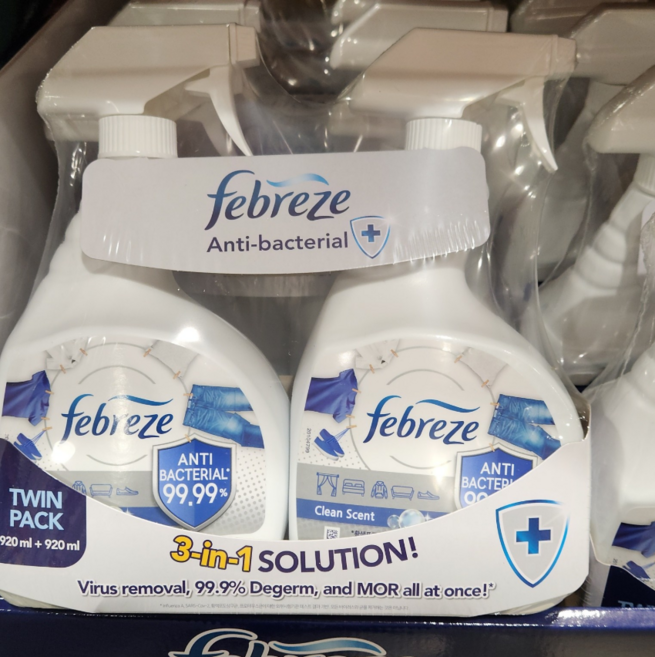 febreze
Anti-bacterial
febreze
ANTI
BACTERIAL*
99.99%
febreze
ANTI
Clean Scent
TWIN
PACK
920 ml + 920 ml
3-in-1 SOLUTION!
Virus removal, 99.9% Degerm, and MOR all at once!*
febreze